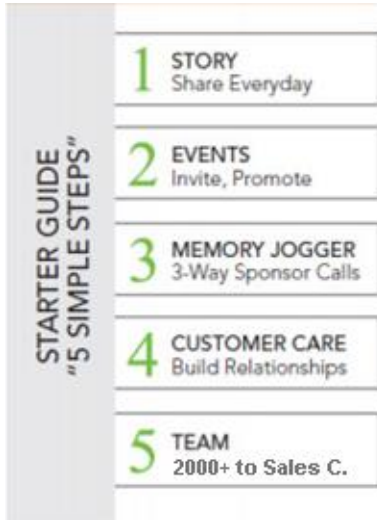 STARTER GUIDE
"5 SIMPLE STEPS"
1 STORY
Share Everyday
2 EVENTS
Invite, Promote
3 MEMORY JOGGER
3-Way Sponsor Calls
4 CUSTOMER CARE
Build Relationships
5 TEAM
2000+ to Sales C.